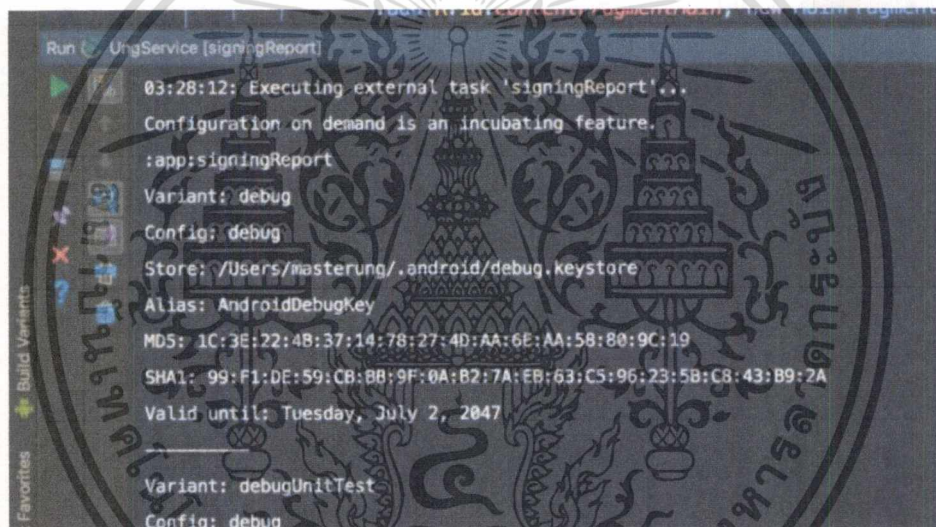 Run UngService [signingReport]
03:28:12: Executing external task 'signingReport'...
Configuration on demand is an incubating feature.
:app:signingReport
Variant: debug
Config: debug
Store: /Users/masterung/.android/debug.keystore
Alias: AndroidDebugKey
MD5: 1C:3E:22:4B:37:14:78:27:4D:AA:6E:AA:58:80:9C:19
SHA1: 99:F1:DE:59:CB:BB:9F:0A:B2:7A:EB:63:C5:96:23:5B:C8:43:B9:2A
Valid until: Tuesday, July 2, 2047
----------
Variant: debugUnitTest
Config: debug
Build Variants
Favorites